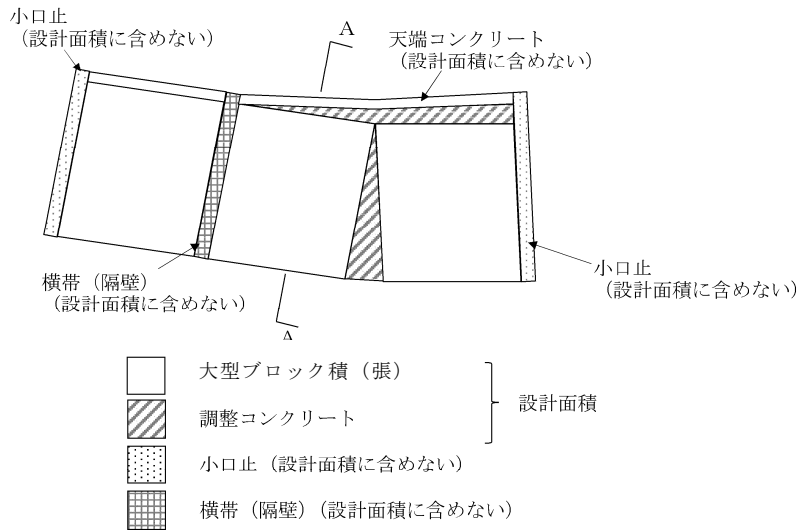 小口止
（設計面積に含めない）
A
天端コンクリート
（設計面積に含めない）
小口止
（設計面積に含めない）
横帯（隔壁）
（設計面積に含めない）
A
大型ブロック積（張）
調整コンクリート
設計面積
小口止（設計面積に含めない）
横帯（隔壁）（設計面積に含めない）